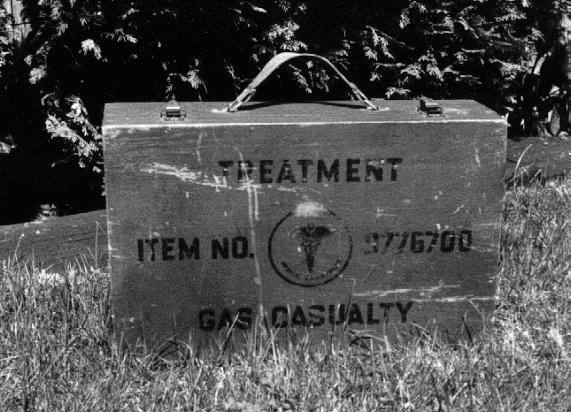 TREATMENT
ITEM NO. 9776700
GAS CASUALTY